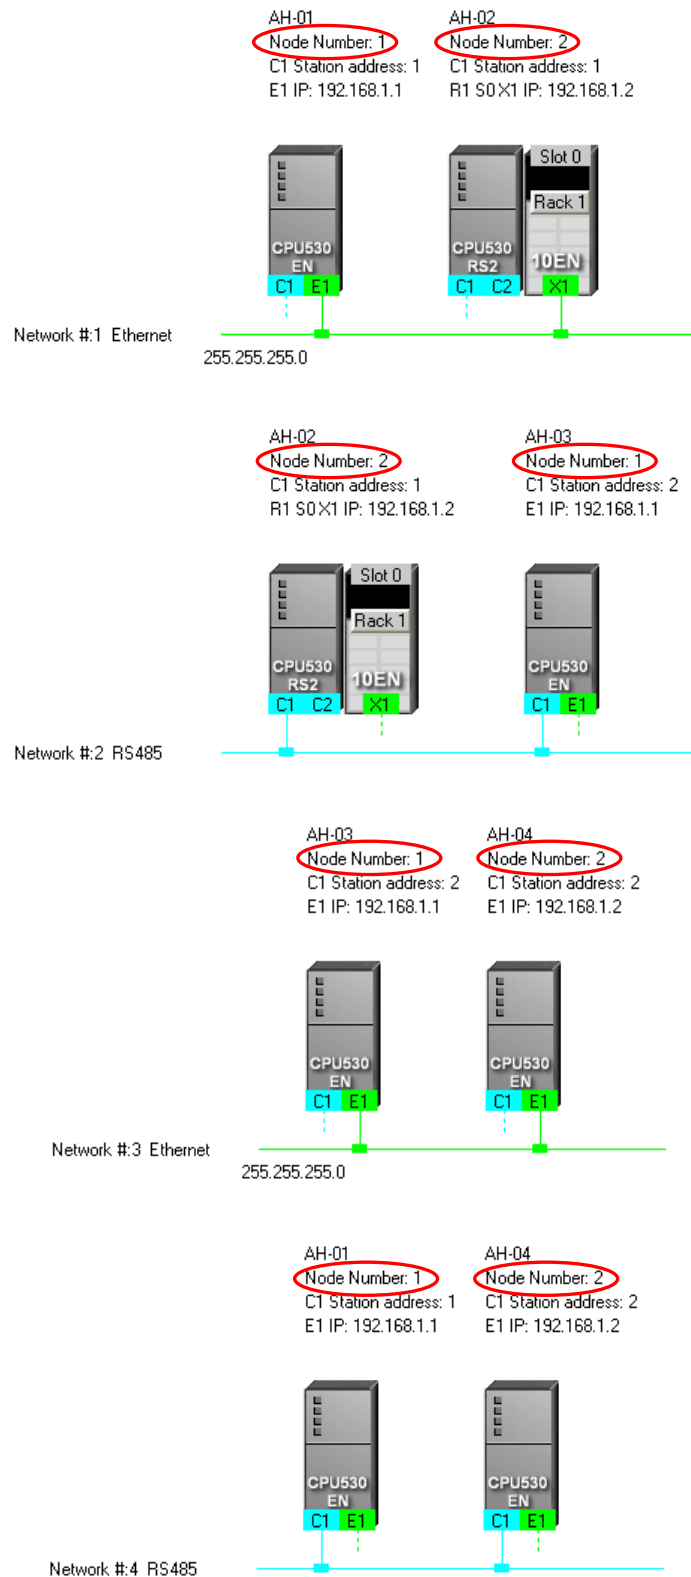 AH-01
Node Number: 1
C1 Station address: 1
E1 IP: 192.168.1.1
AH-02
Node Number: 2
C1 Station address: 1
R1 S0 X1 IP: 192.168.1.2
CPU530
EN
C1 E1
CPU530
RS2
C1 C2
Slot 0
Rack 1
10EN
X1
Network #:1 Ethernet
255.255.255.0
AH-02
Node Number: 2
C1 Station address: 1
R1 S0 X1 IP: 192.168.1.2
AH-03
Node Number: 1
C1 Station address: 2
E1 IP: 192.168.1.1
CPU530
RS2
C1 C2
Slot 0
Rack 1
10EN
X1
CPU530
EN
C1 E1
Network #:2 RS485
AH-03
Node Number: 1
C1 Station address: 2
E1 IP: 192.168.1.1
AH-04
Node Number: 2
C1 Station address: 2
E1 IP: 192.168.1.2
CPU530
EN
C1 E1
CPU530
EN
C1 E1
Network #:3 Ethernet
255.255.255.0
AH-01
Node Number: 1
C1 Station address: 1
E1 IP: 192.168.1.1
AH-04
Node Number: 2
C1 Station address: 2
E1 IP: 192.168.1.2
CPU530
EN
C1 E1
CPU530
EN
C1 E1
Network #:4 RS485